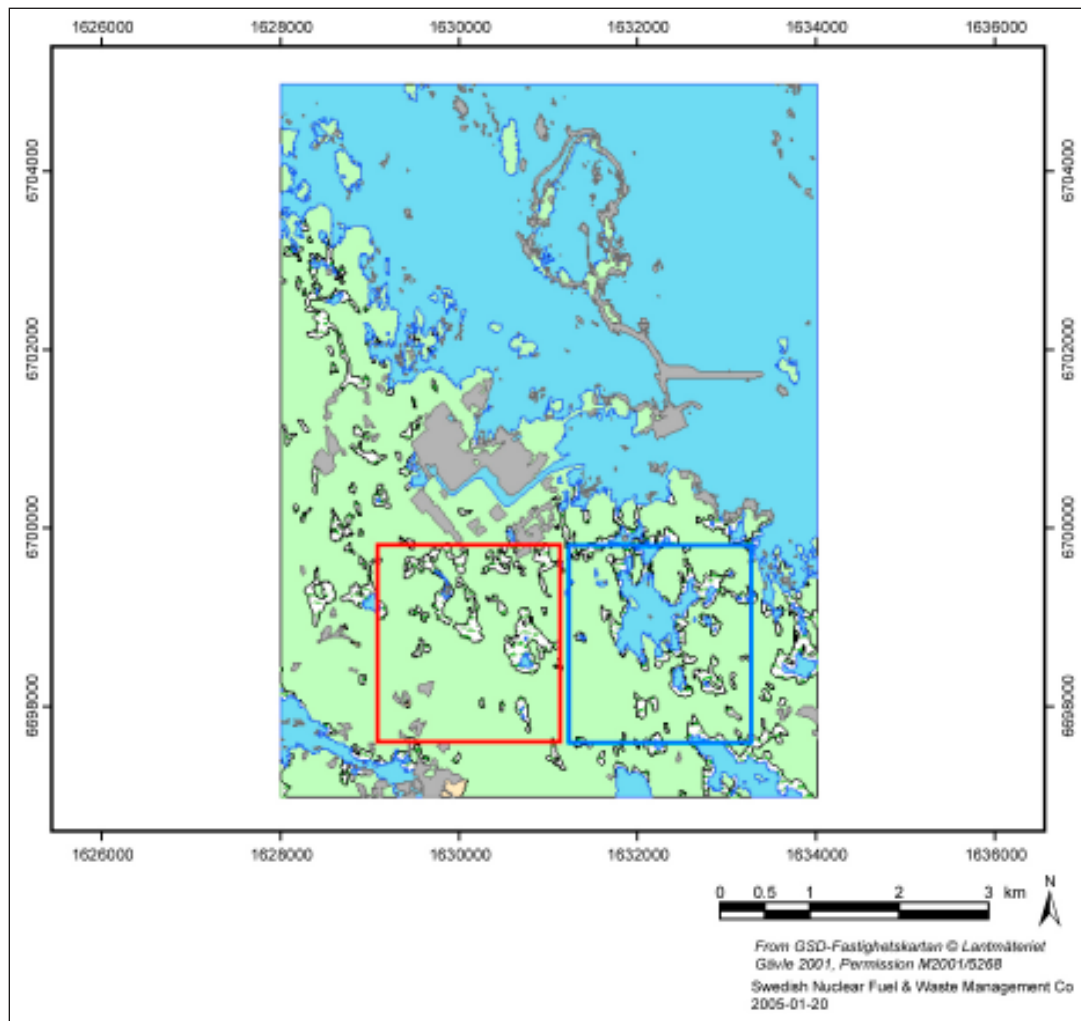 1626000 1628000 1630000 1632000 1634000 1636000
6704000 6704000
6702000 6702000
6700000 6700000
6698000 6698000
1626000 1628000 1630000 1632000 1634000 1636000
0 0.5 1 2 3 km
N
From GSD-Fastighetskartan © Lantmäteriet
Gävle 2001, Permission M2001/5268
Swedish Nuclear Fuel & Waste Management Co
2005-01-20